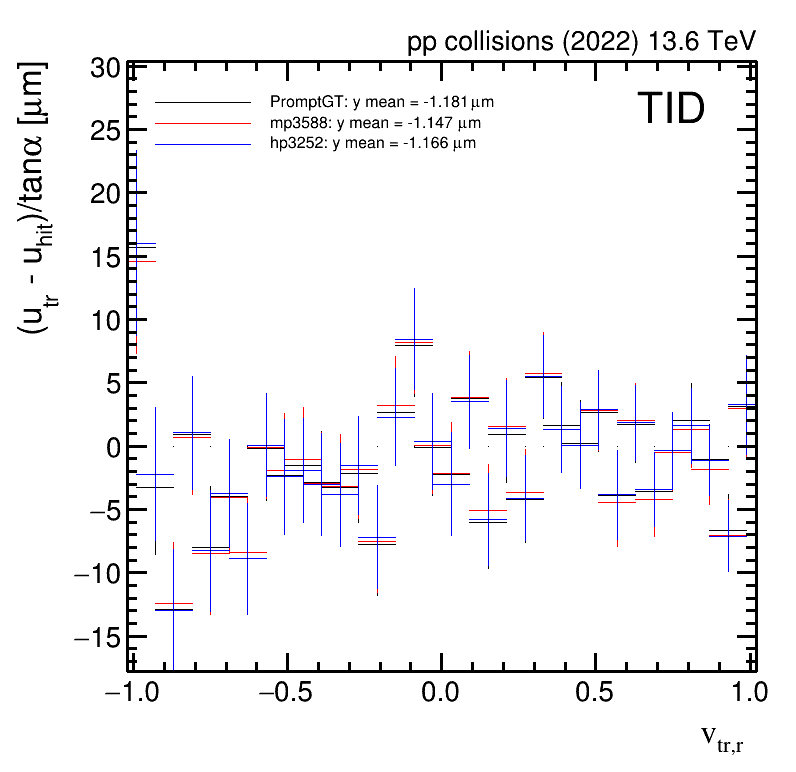 pp collisions (2022) 13.6 TeV
(u_tr - u_hit)/tanα [μm]
30
25
20
15
10
5
0
−5
−10
−15
PromptGT: y mean = -1.181 μm
mp3588: y mean = -1.147 μm
hp3252: y mean = -1.166 μm
TID
−1.0 −0.5 0.0 0.5 1.0
v_tr,r